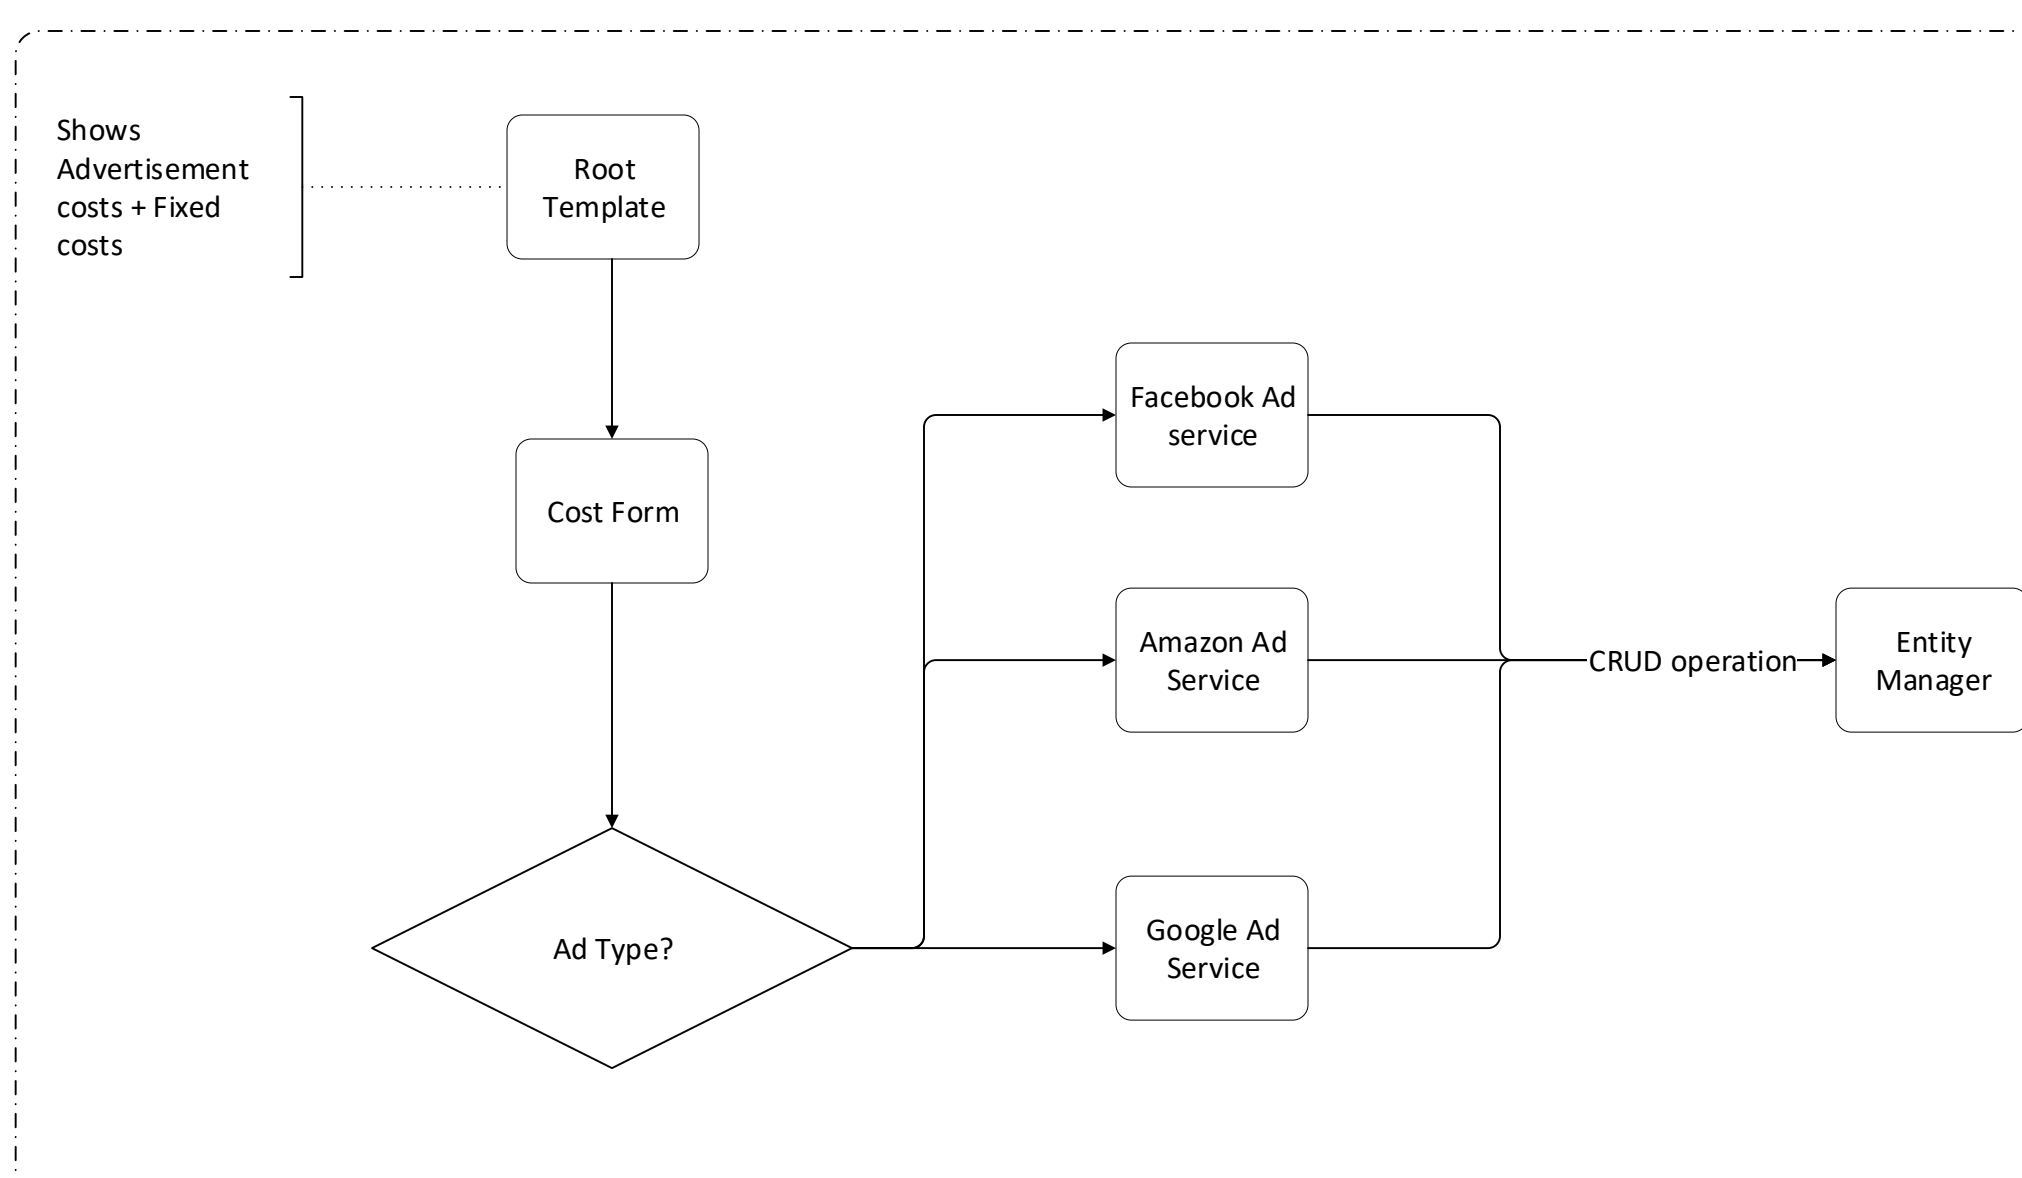 Shows
Advertisement
costs + Fixed
costs
Root
Template
Cost Form
Ad Type?
Facebook Ad
service
Amazon Ad
Service
Google Ad
Service
CRUD operation
Entity
Manager